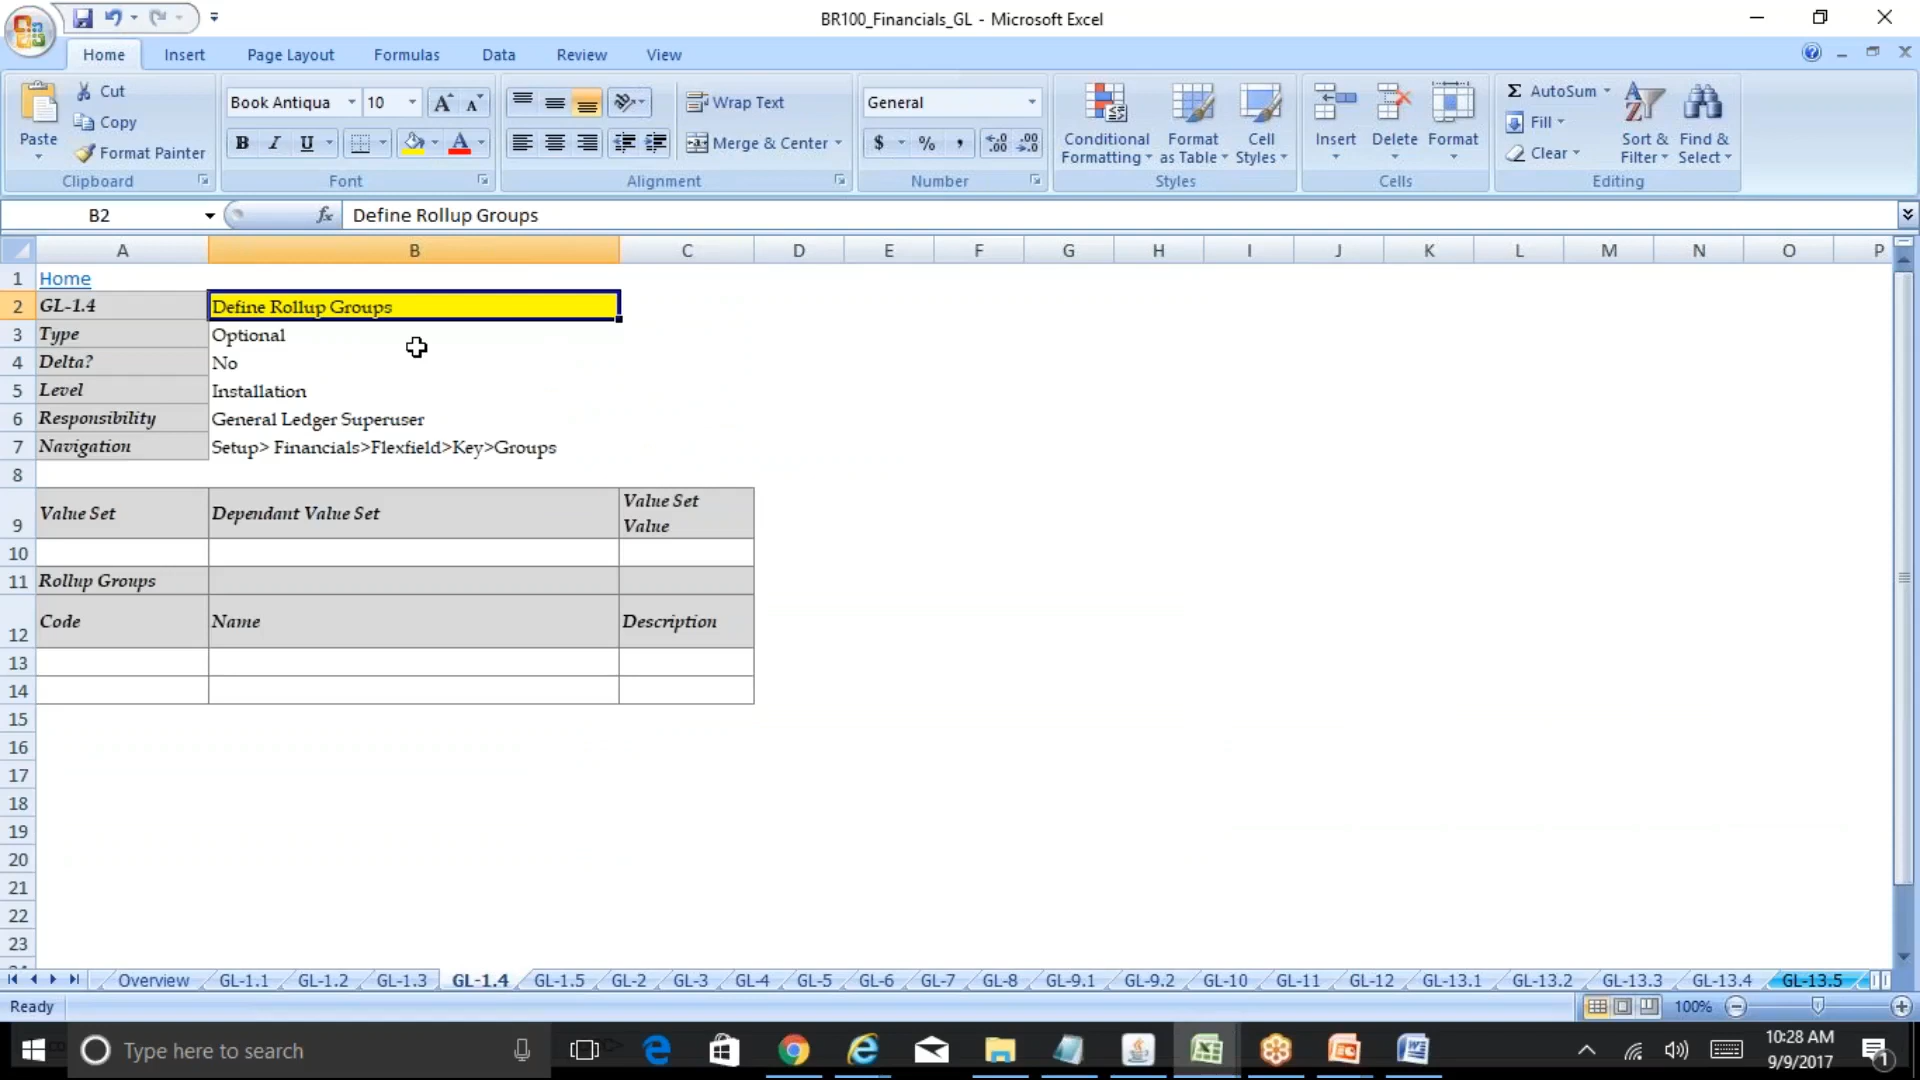 BR100_Financials_GL - Microsoft Excel
Home Insert Page Layout Formulas Data Review View
Paste Cut Copy Format Painter
Clipboard
Book Antiqua 10
B I U
Font
Wrap Text
Merge & Center
Alignment
General
$ % ,
Number
Conditional Formatting
Format as Table
Cell Styles
Styles
Insert Delete Format
Cells
Σ AutoSum
Fill
Clear
Sort & Filter
Find & Select
Editing
B2 fx Define Rollup Groups
A B C D E F G H I J K L M N O P
1 Home
2 GL-1.4 Define Rollup Groups
3 Type Optional
4 Delta? No
5 Level Installation
6 Responsibility General Ledger Superuser
7 Navigation Setup> Financials>Flexfield>Key>Groups
8
9 Value Set Dependant Value Set Value Set Value
10
11 Rollup Groups
12 Code Name Description
13
14
15
16
17
18
19
20
21
22
23
Overview GL-1.1 GL-1.2 GL-1.3 GL-1.4 GL-1.5 GL-2 GL-3 GL-4 GL-5 GL-6 GL-7 GL-8 GL-9.1 GL-9.2 GL-10 GL-11 GL-12 GL-13.1 GL-13.2 GL-13.3 GL-13.4 GL-13.5
Ready 100%
Type here to search
10:28 AM
9/9/2017
1